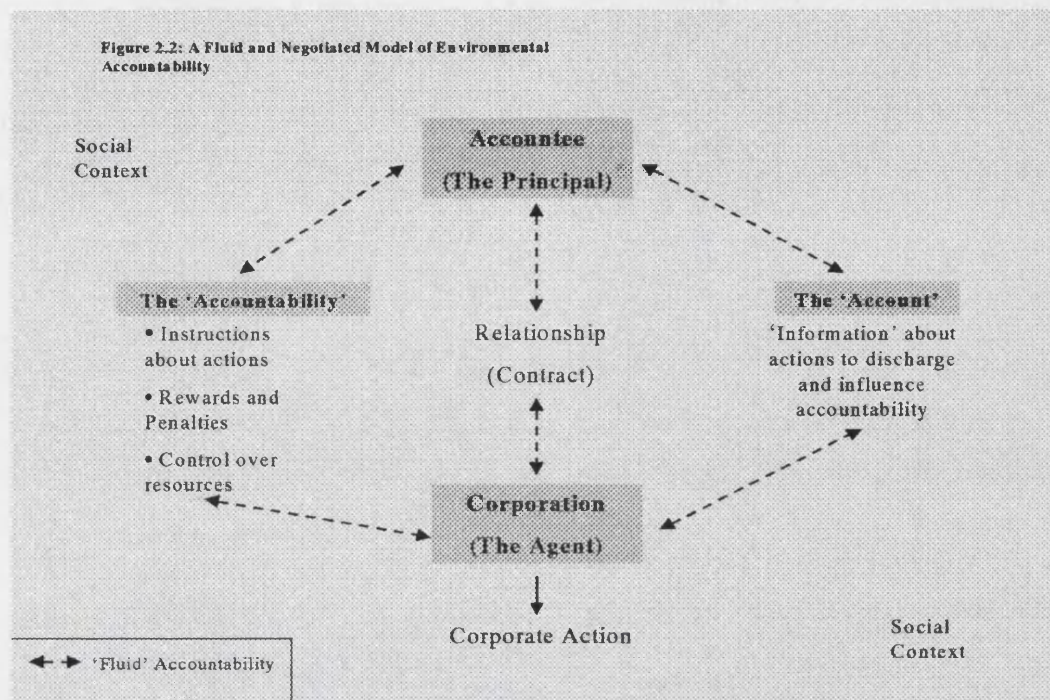 Figure 2.2: A Fluid and Negotiated Model of Environmental
Accountability
Social
Context
Accountee
(The Principal)
The 'Accountability'
• Instructions
about actions
• Rewards and
Penalties
• Control over
resources
Relationship
(Contract)
The 'Account'
'Information' about
actions to discharge
and influence
accountability
Corporation
(The Agent)
Corporate Action
Social
Context
'Fluid' Accountability